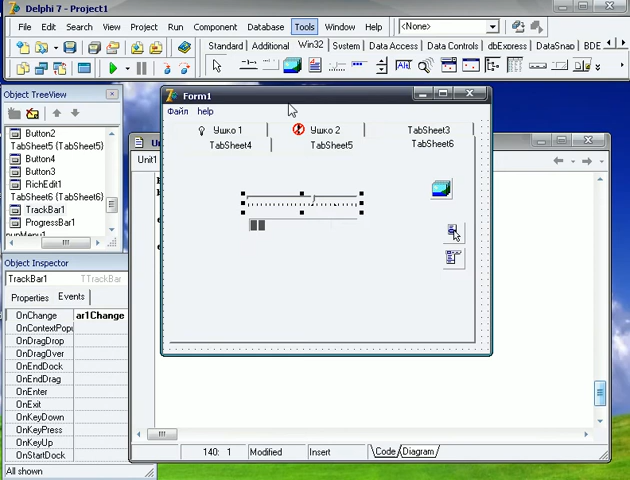 Delphi 7 - Project1
File Edit Search View Project Run Component Database Tools Window Help <None>
Standard Additional Win32 System Data Access Data Controls dbExpress DataSnap BDE
Object TreeView
Button2
TabSheet5 {TabSheet5}
Button4
Button3
RichEdit1
TabSheet6 {TabSheet6}
TrackBar1
ProgressBar1
Object Inspector
TrackBar1 TTrackBar
Properties Events
OnChange ar1Change
OnContextPopu
OnDragDrop
OnDragOver
OnEndDock
OnEndDrag
OnEnter
OnExit
OnKeyDown
OnKeyPress
OnKeyUp
OnStartDock
All shown
Form1
Файл help
Ушко 1 Ушко 2 TabSheet3
TabSheet4 TabSheet5 TabSheet6
Unit1
140: 1 Modified Insert Code Diagram